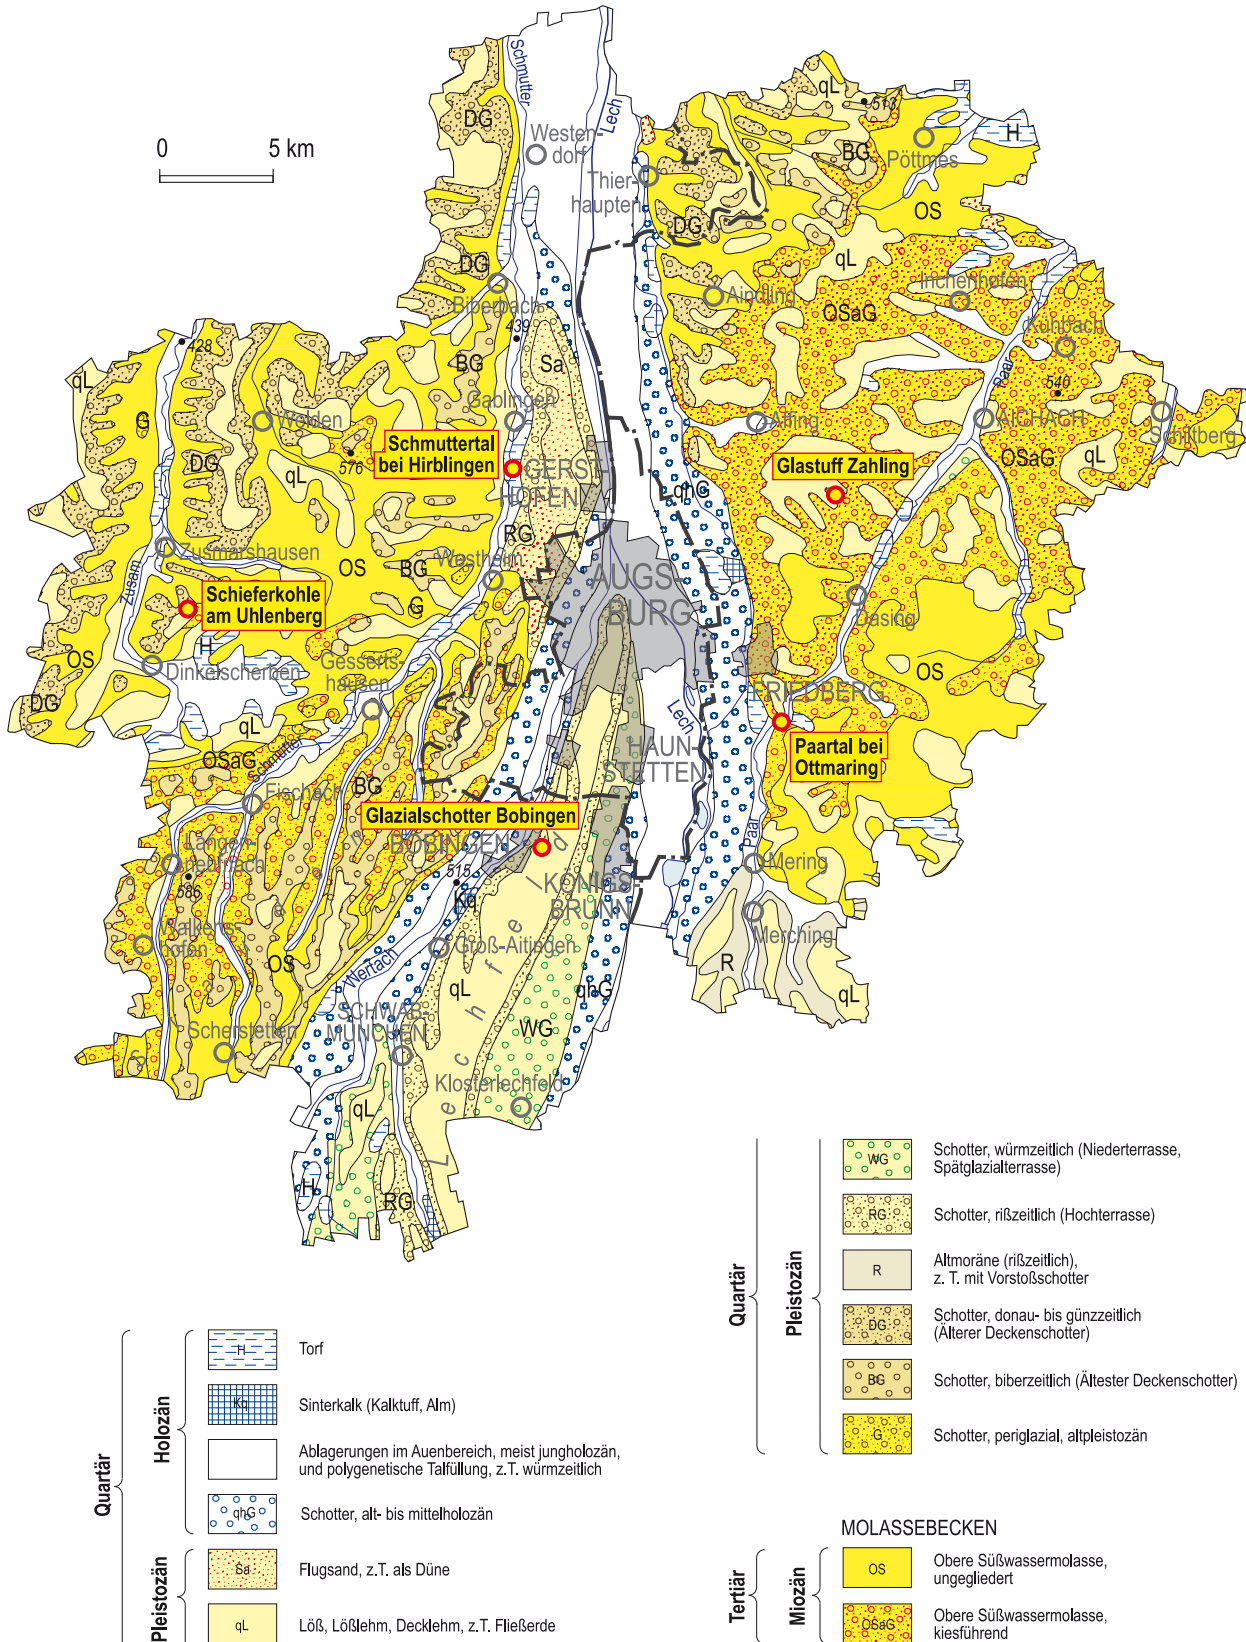 Schmutter
Lech
qL
513
DG
Westen-
dorf
H
0
5 km
BG
Pöttmes
Thier-
haupten
OS
DG
qL
DG
Biberbach
Aindling
Inchenhofen
OSaG
439
Kühbach
428
BG
Sa
Paar
qL
540
G
Welden
Gablingen
Affing
AICHACH
Schiltberg
Schmuttertal
bei Hirblingen
576
DG
qL
GERST-
HOFEN
Glastuff Zahling
OSaG
qL
qhG
RG
Zusmarshausen
Westheim
OS
BG
AUGS-
BURG
Zusam
G
Schieferkohle
am Uhlenberg
Dasing
OS
H
Dinkelscherben
Gesserts-
hausen
OS
FRIEDBERG
DG
Lech
qL
HAUN-
STETTEN
Paartal bei
Ottmaring
OSaG
Schmutter
Fischach
BG
Glazialschotter Bobingen
Langen-
neufnach
BOBINGEN
Paar
Mering
586
515
Kq
KÖNIGS-
BRUNN
Walkerts-
hofen
Merching
Groß-Aitingen
OS
Wertach
R
qL
qL
qhG
SCHWAB-
MÜNCHEN
WG
Scherstetten
Lechfeld
Klosterlechfeld
qL
H
RG
Quartär
Pleistozän
WG
Schotter, würmzeitlich (Niederterrasse,
Spätglazialterrasse)
RG
Schotter, rißzeitlich (Hochterrasse)
R
Altmoräne (rißzeitlich),
z. T. mit Vorstoßschotter
DG
Schotter, donau- bis günzzeitlich
(Älterer Deckenschotter)
BG
Schotter, biberzeitlich (Ältester Deckenschotter)
G
Schotter, periglazial, altpleistozän
Quartär
Holozän
H
Torf
Kq
Sinterkalk (Kalktuff, Alm)
Ablagerungen im Auenbereich, meist jungholozän,
und polygenetische Talfüllung, z.T. würmzeitlich
qhG
Schotter, alt- bis mittelholozän
Pleistozän
Sa
Flugsand, z.T. als Düne
qL
Löß, Lößlehm, Decklehm, z.T. Fließerde
MOLASSEBECKEN
Tertiär
Miozän
OS
Obere Süßwassermolasse,
ungegliedert
OSaG
Obere Süßwassermolasse,
kiesführend